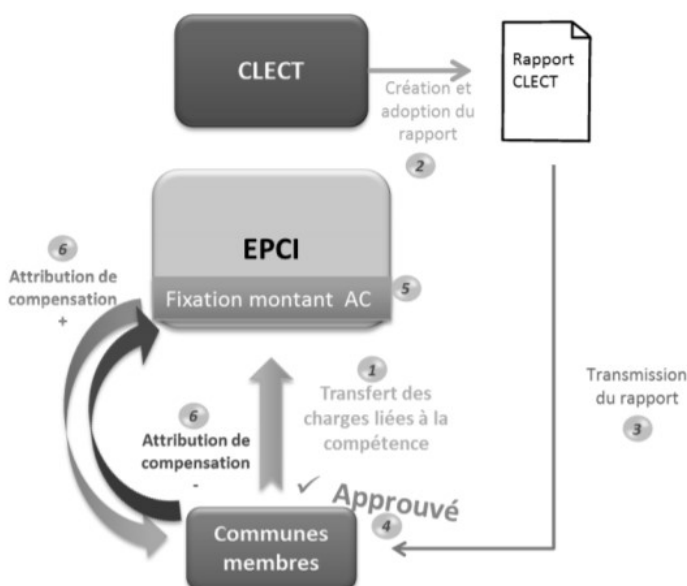 CLECT
Rapport
CLECT
Création et
adoption du
rapport
2
EPCI
Fixation montant AC
5
6
Attribution de
compensation
+
1
Transfert des
charges liées à la
compétence
6
Attribution de
compensation
-
Transmission
du rapport
3
✓ Approuvé
4
Communes
membres